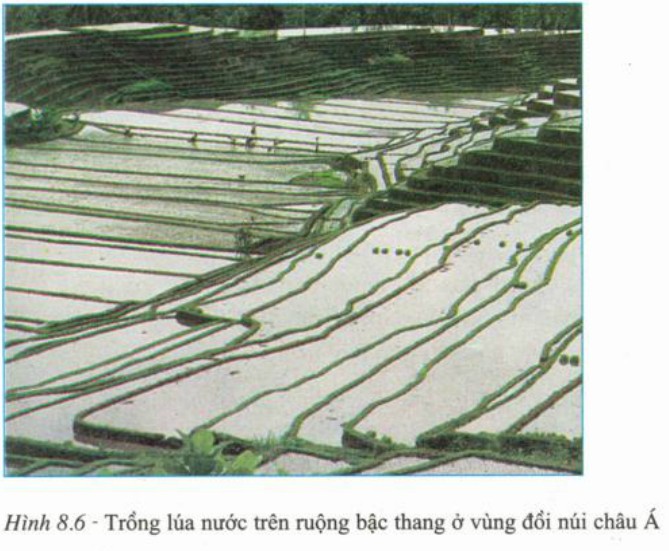 Hình 8.6 - Trồng lúa nước trên ruộng bậc thang ở vùng đồi núi châu Á